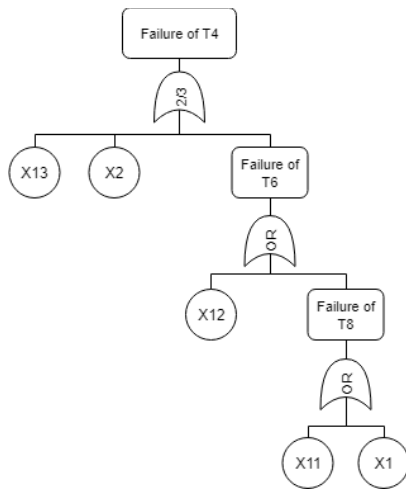 Failure of T4
2/3
X13
X2
Failure of
T6
OR
X12
Failure of
T8
OR
X11
X1